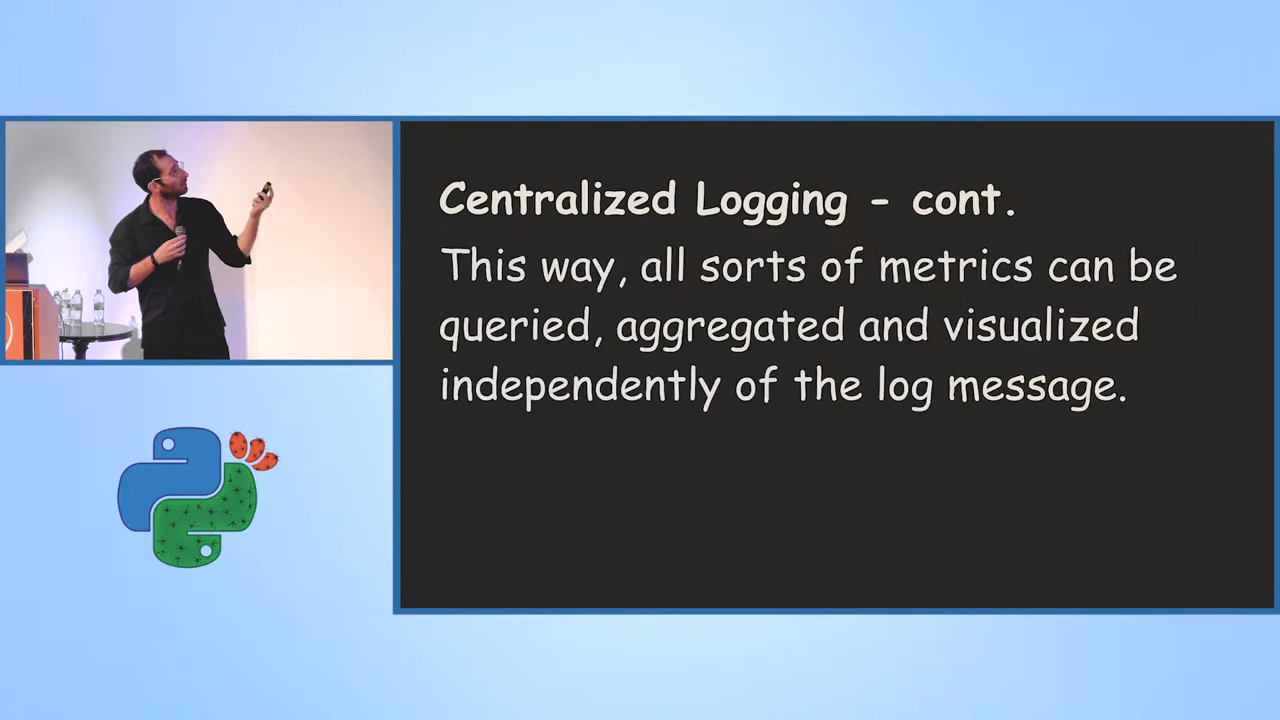 Centralized Logging - cont.
This way, all sorts of metrics can be
queried, aggregated and visualized
independently of the log message.